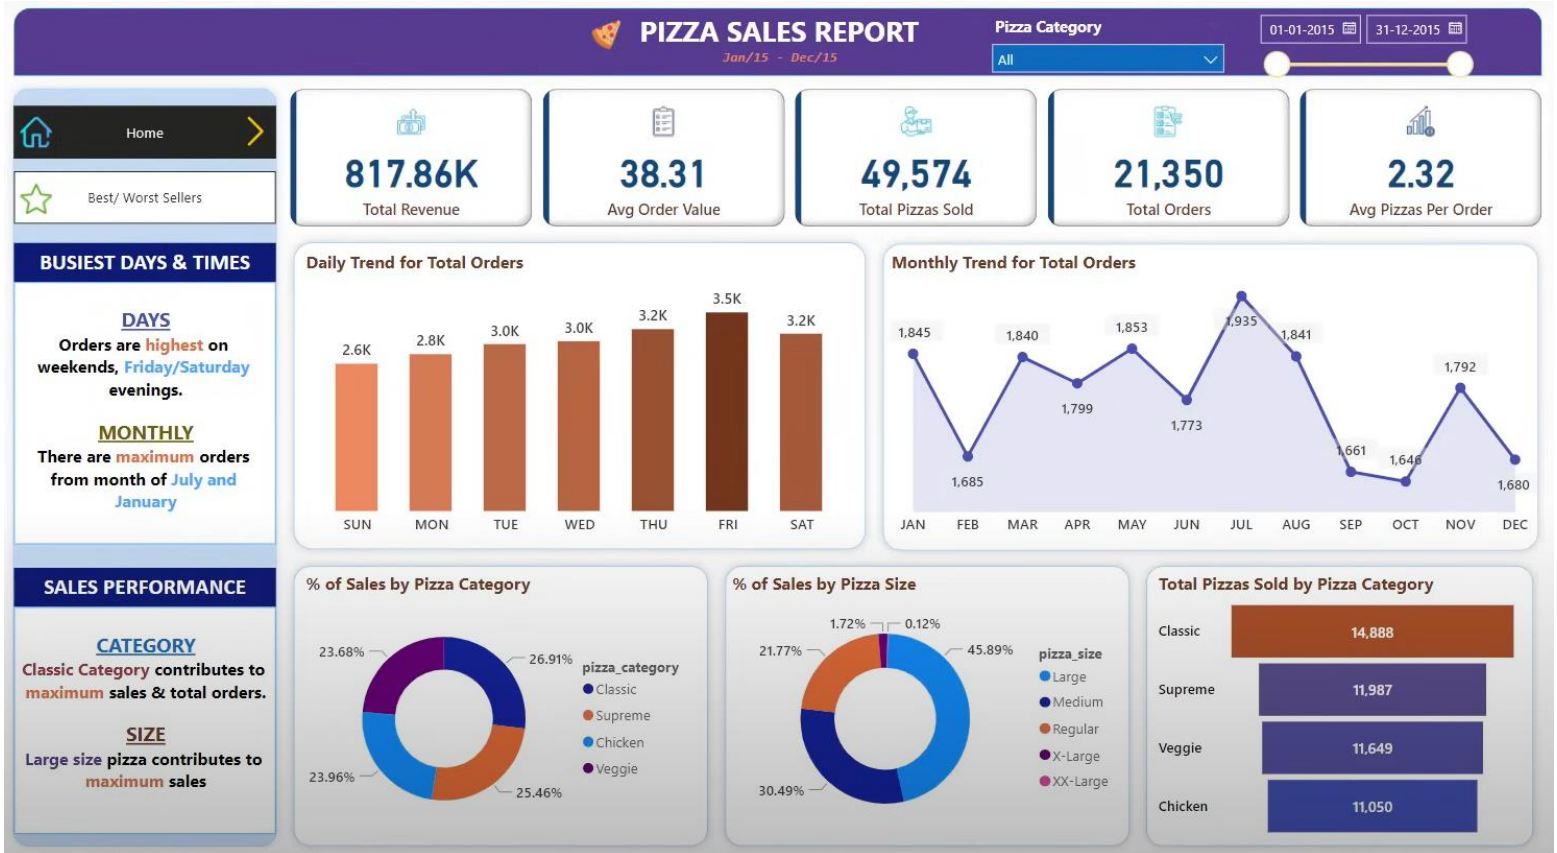 PIZZA SALES REPORT
Jan/15 - Dec/15
Pizza Category
All
01-01-2015
31-12-2015
Home
Best/ Worst Sellers
817.86K
Total Revenue
38.31
Avg Order Value
49,574
Total Pizzas Sold
21,350
Total Orders
2.32
Avg Pizzas Per Order
BUSIEST DAYS & TIMES
DAYS
Orders are highest on
weekends, Friday/Saturday
evenings.
MONTHLY
There are maximum orders
from month of July and
January
SALES PERFORMANCE
CATEGORY
Classic Category contributes to
maximum sales & total orders.
SIZE
Large size pizza contributes to
maximum sales
Daily Trend for Total Orders
2.6K
2.8K
3.0K
3.0K
3.2K
3.5K
3.2K
SUN MON TUE WED THU FRI SAT
Monthly Trend for Total Orders
1,845
1,685
1,840
1,799
1,853
1,773
1,935
1,841
1,661
1,646
1,792
1,680
JAN FEB MAR APR MAY JUN JUL AUG SEP OCT NOV DEC
% of Sales by Pizza Category
23.68%
26.91%
23.96%
25.46%
pizza_category
Classic
Supreme
Chicken
Veggie
% of Sales by Pizza Size
1.72%
0.12%
21.77%
45.89%
30.49%
pizza_size
Large
Medium
Regular
X-Large
XX-Large
Total Pizzas Sold by Pizza Category
Classic 14,888
Supreme 11,987
Veggie 11,649
Chicken 11,050